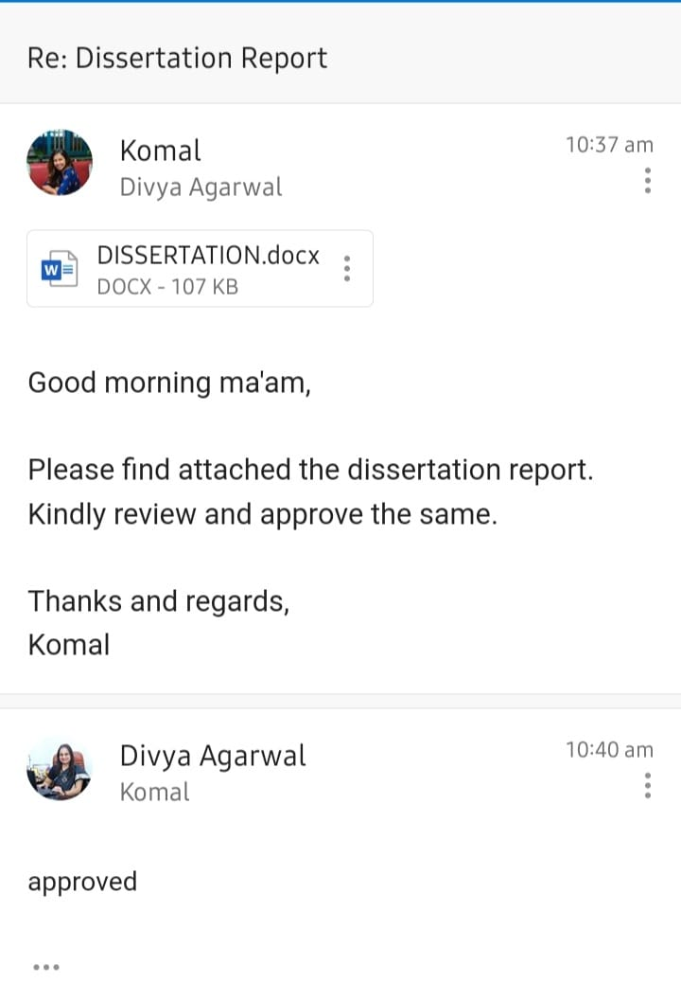 Re: Dissertation Report
Komal
10:37 am
Divya Agarwal
W
DISSERTATION.docx
DOCX - 107 KB
Good morning ma'am,
Please find attached the dissertation report.
Kindly review and approve the same.
Thanks and regards,
Komal
Divya Agarwal
10:40 am
Komal
approved